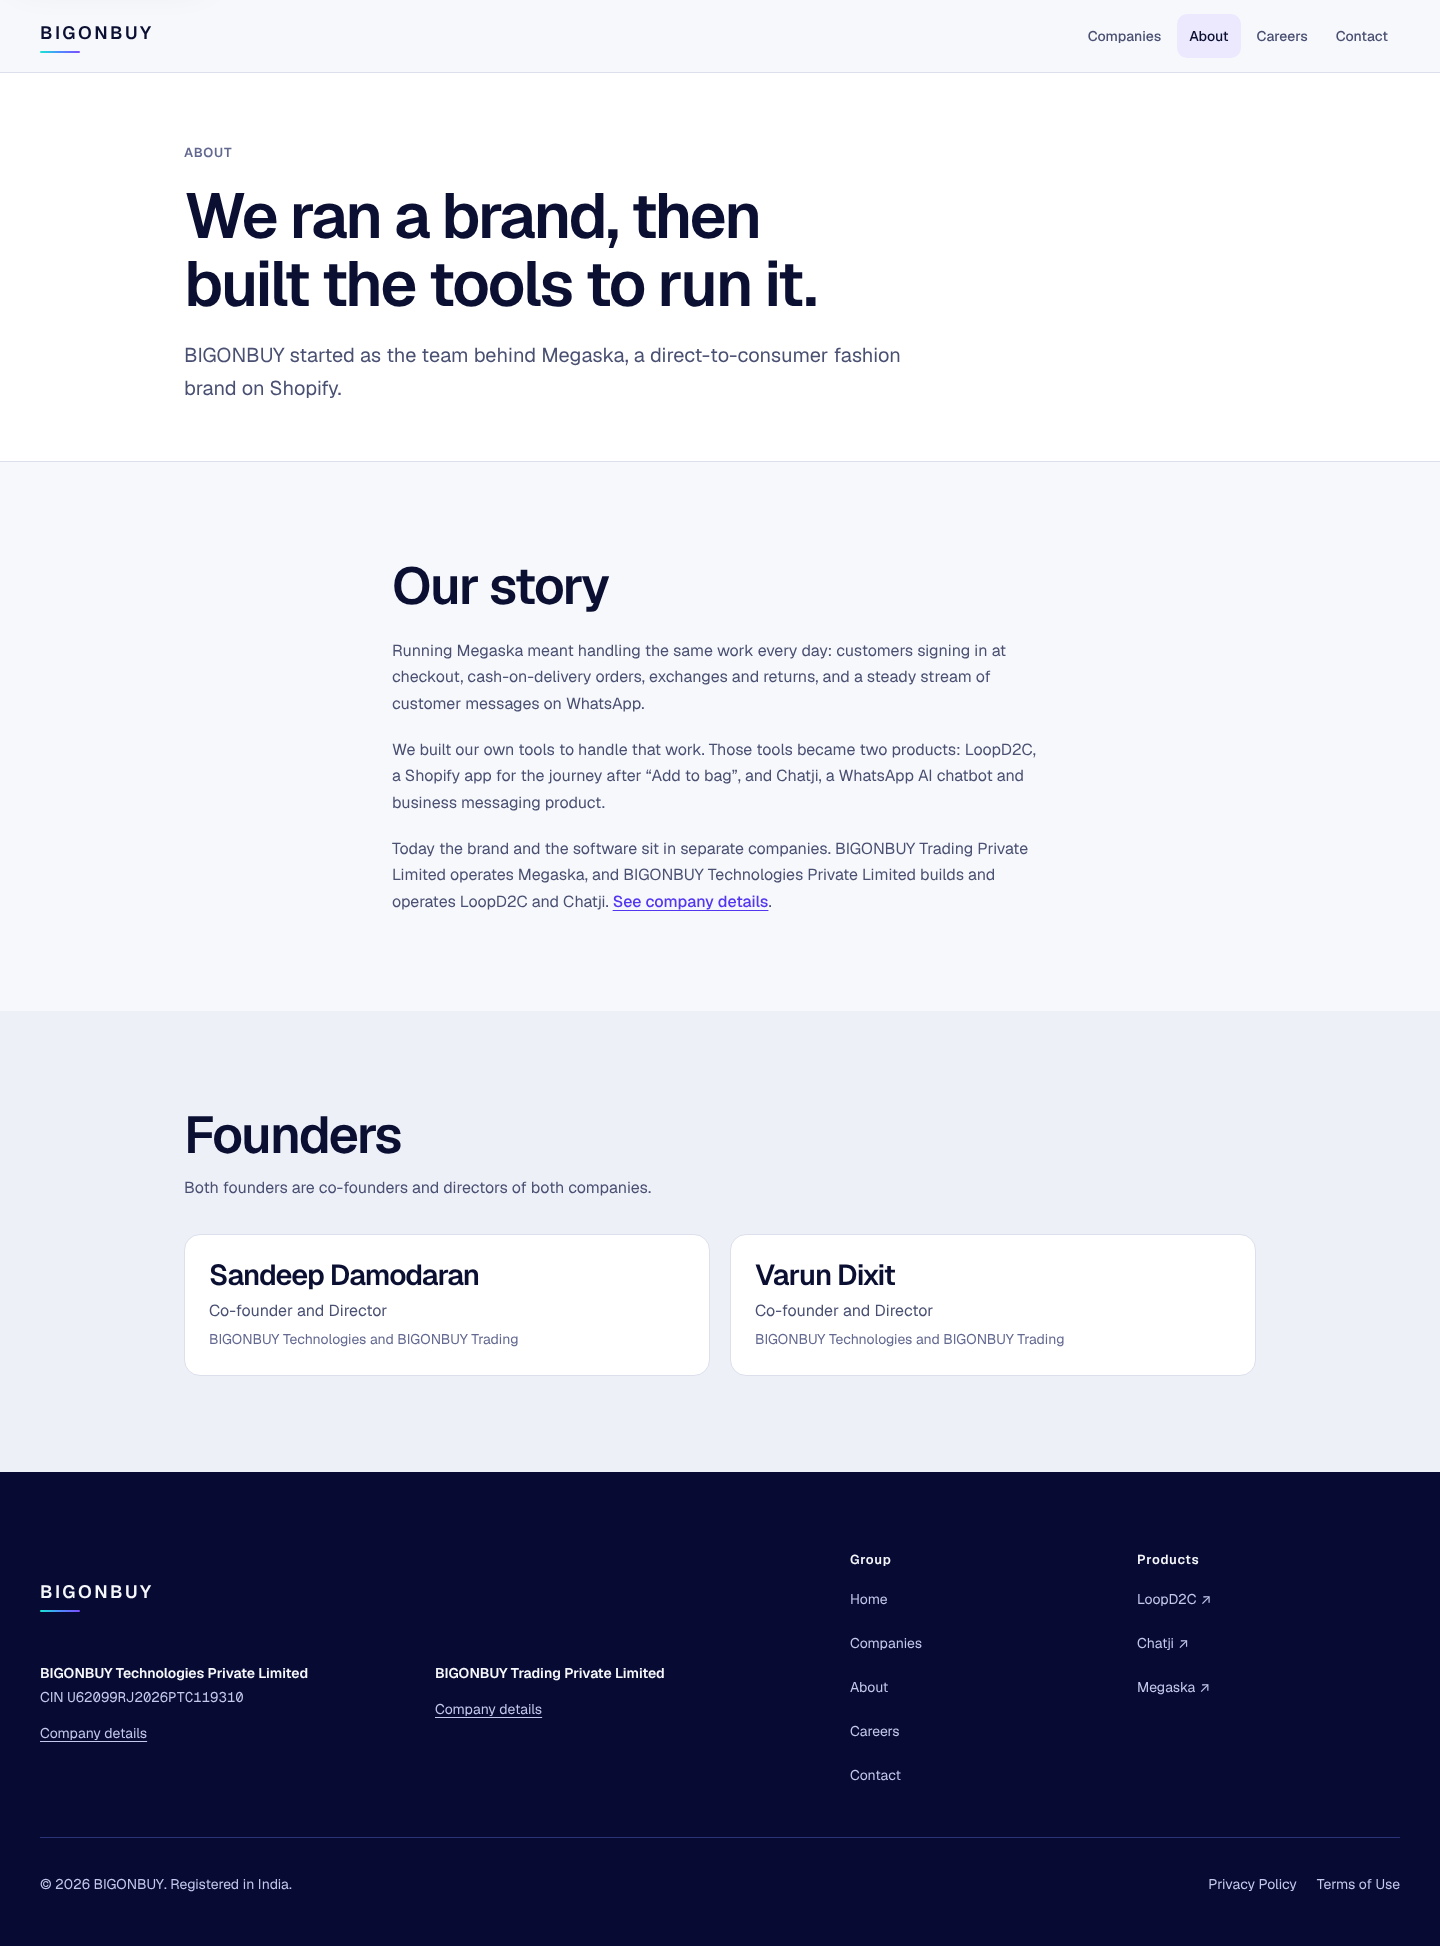 BIGONBUY
Companies
About
Careers
Contact
ABOUT
We ran a brand, then
built the tools to run it.
BIGONBUY started as the team behind Megaska, a direct-to-consumer fashion
brand on Shopify.
Our story
Running Megaska meant handling the same work every day: customers signing in at
checkout, cash-on-delivery orders, exchanges and returns, and a steady stream of
customer messages on WhatsApp.
We built our own tools to handle that work. Those tools became two products: LoopD2C,
a Shopify app for the journey after “Add to bag”, and Chatji, a WhatsApp AI chatbot and
business messaging product.
Today the brand and the software sit in separate companies. BIGONBUY Trading Private
Limited operates Megaska, and BIGONBUY Technologies Private Limited builds and
operates LoopD2C and Chatji. See company details.
Founders
Both founders are co-founders and directors of both companies.
Sandeep Damodaran
Co-founder and Director
BIGONBUY Technologies and BIGONBUY Trading
Varun Dixit
Co-founder and Director
BIGONBUY Technologies and BIGONBUY Trading
BIGONBUY
BIGONBUY Technologies Private Limited
CIN U62099RJ2026PTC119310
Company details
BIGONBUY Trading Private Limited
Company details
Group
Home
Companies
About
Careers
Contact
Products
LoopD2C ↗
Chatji ↗
Megaska ↗
© 2026 BIGONBUY. Registered in India.
Privacy Policy
Terms of Use